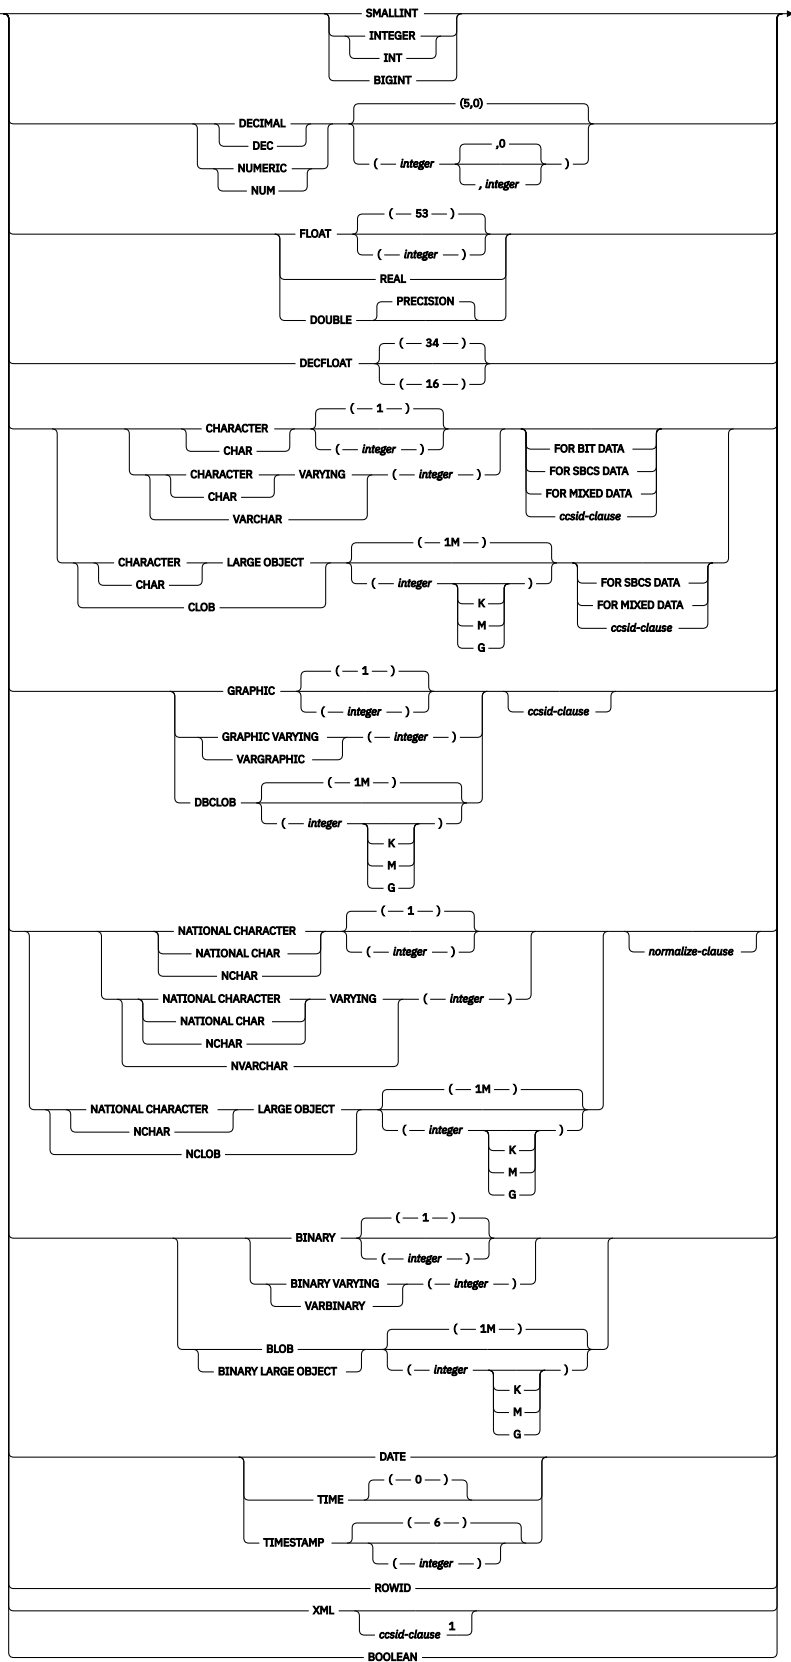 SMALLINT
INTEGER
INT
BIGINT
(5,0)
DECIMAL
DEC
,0
( integer )
NUMERIC
, integer
NUM
( 53 )
FLOAT
( integer )
REAL
PRECISION
DOUBLE
( 34 )
DECFLOAT
( 16 )
( 1 )
CHARACTER
CHAR ( integer ) FOR BIT DATA
FOR SBCS DATA
CHARACTER VARYING ( integer )
FOR MIXED DATA
CHAR
ccsid-clause
VARCHAR
( 1M )
CHARACTER LARGE OBJECT
CHAR ( integer ) FOR SBCS DATA
K FOR MIXED DATA
CLOB
M ccsid-clause
G
( 1 )
GRAPHIC
( integer ) ccsid-clause
GRAPHIC VARYING ( integer )
VARGRAPHIC
( 1M )
DBCLOB
( integer )
K
M
G
( 1 )
NATIONAL CHARACTER
NATIONAL CHAR ( integer ) normalize-clause
NCHAR
NATIONAL CHARACTER VARYING ( integer )
NATIONAL CHAR
NCHAR
NVARCHAR
( 1M )
NATIONAL CHARACTER LARGE OBJECT
NCHAR ( integer )
K
NCLOB
M
G
( 1 )
BINARY
( integer )
BINARY VARYING ( integer )
VARBINARY
( 1M )
BLOB
BINARY LARGE OBJECT ( integer )
K
M
G
DATE
( 0 )
TIME
( 6 )
TIMESTAMP
( integer )
ROWID
XML
ccsid-clause 1
BOOLEAN